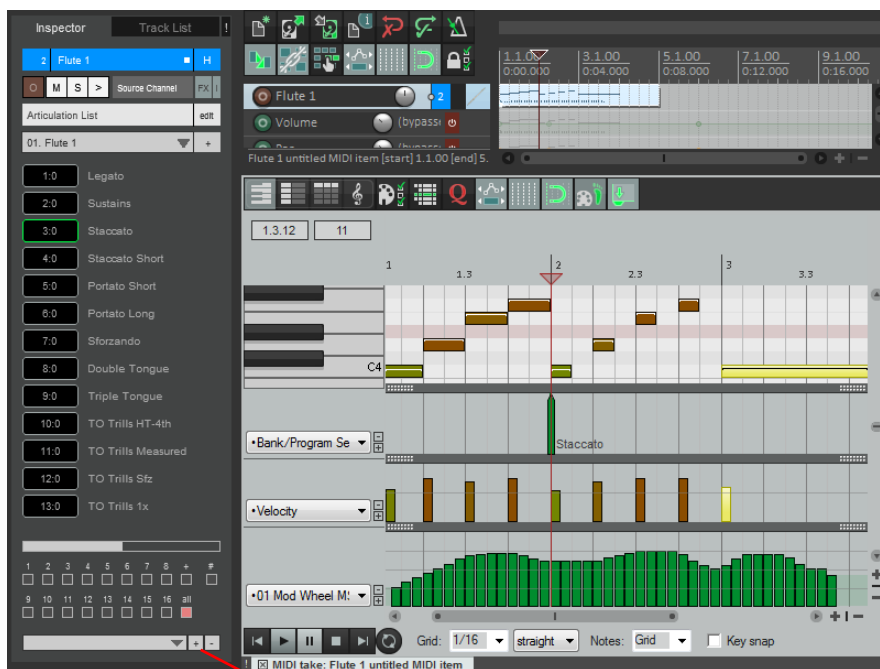 Inspector
Track List
!
2 Flute 1 H
O M S > Source Channel FX I
Articulation List edit
01. Flute 1 +
1:0 Legato
2:0 Sustains
3:0 Staccato
4:0 Staccato Short
5:0 Portato Short
6:0 Portato Long
7:0 Sforzando
8:0 Double Tongue
9:0 Triple Tongue
10:0 TO Trills HT-4th
11:0 TO Trills Measured
12:0 TO Trills Sfz
13:0 TO Trills 1x
1 2 3 4 5 6 7 8 + #
9 10 11 12 13 14 15 16 all
+ -
1.1.00 3.1.00 5.1.00 7.1.00 9.1.00
0:00.000 0:04.000 0:08.000 0:12.000 0:16.000
Flute 1 2
Volume (bypass
Flute 1 untitled MIDI item [start] 1.1.00 [end] 5.
Q
1.3.12 11
1 1.3 2 2.3 3 3.3
C4
•Bank/Program Se
Staccato
•Velocity
•01 Mod Wheel M
Grid: 1/16 straight Notes: Grid Key snap
! MIDI take: Flute 1 untitled MIDI item